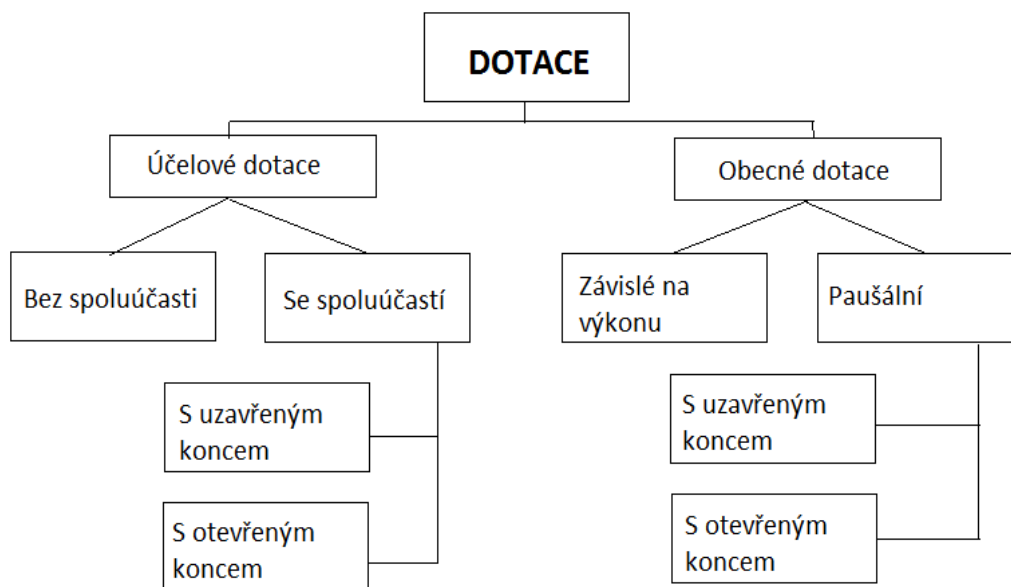 DOTACE
Účelové dotace
Obecné dotace
Bez spoluúčasti
Se spoluúčastí
Závislé na
výkonu
Paušální
S uzavřeným
koncem
S uzavřeným
koncem
S otevřeným
koncem
S otevřeným
koncem